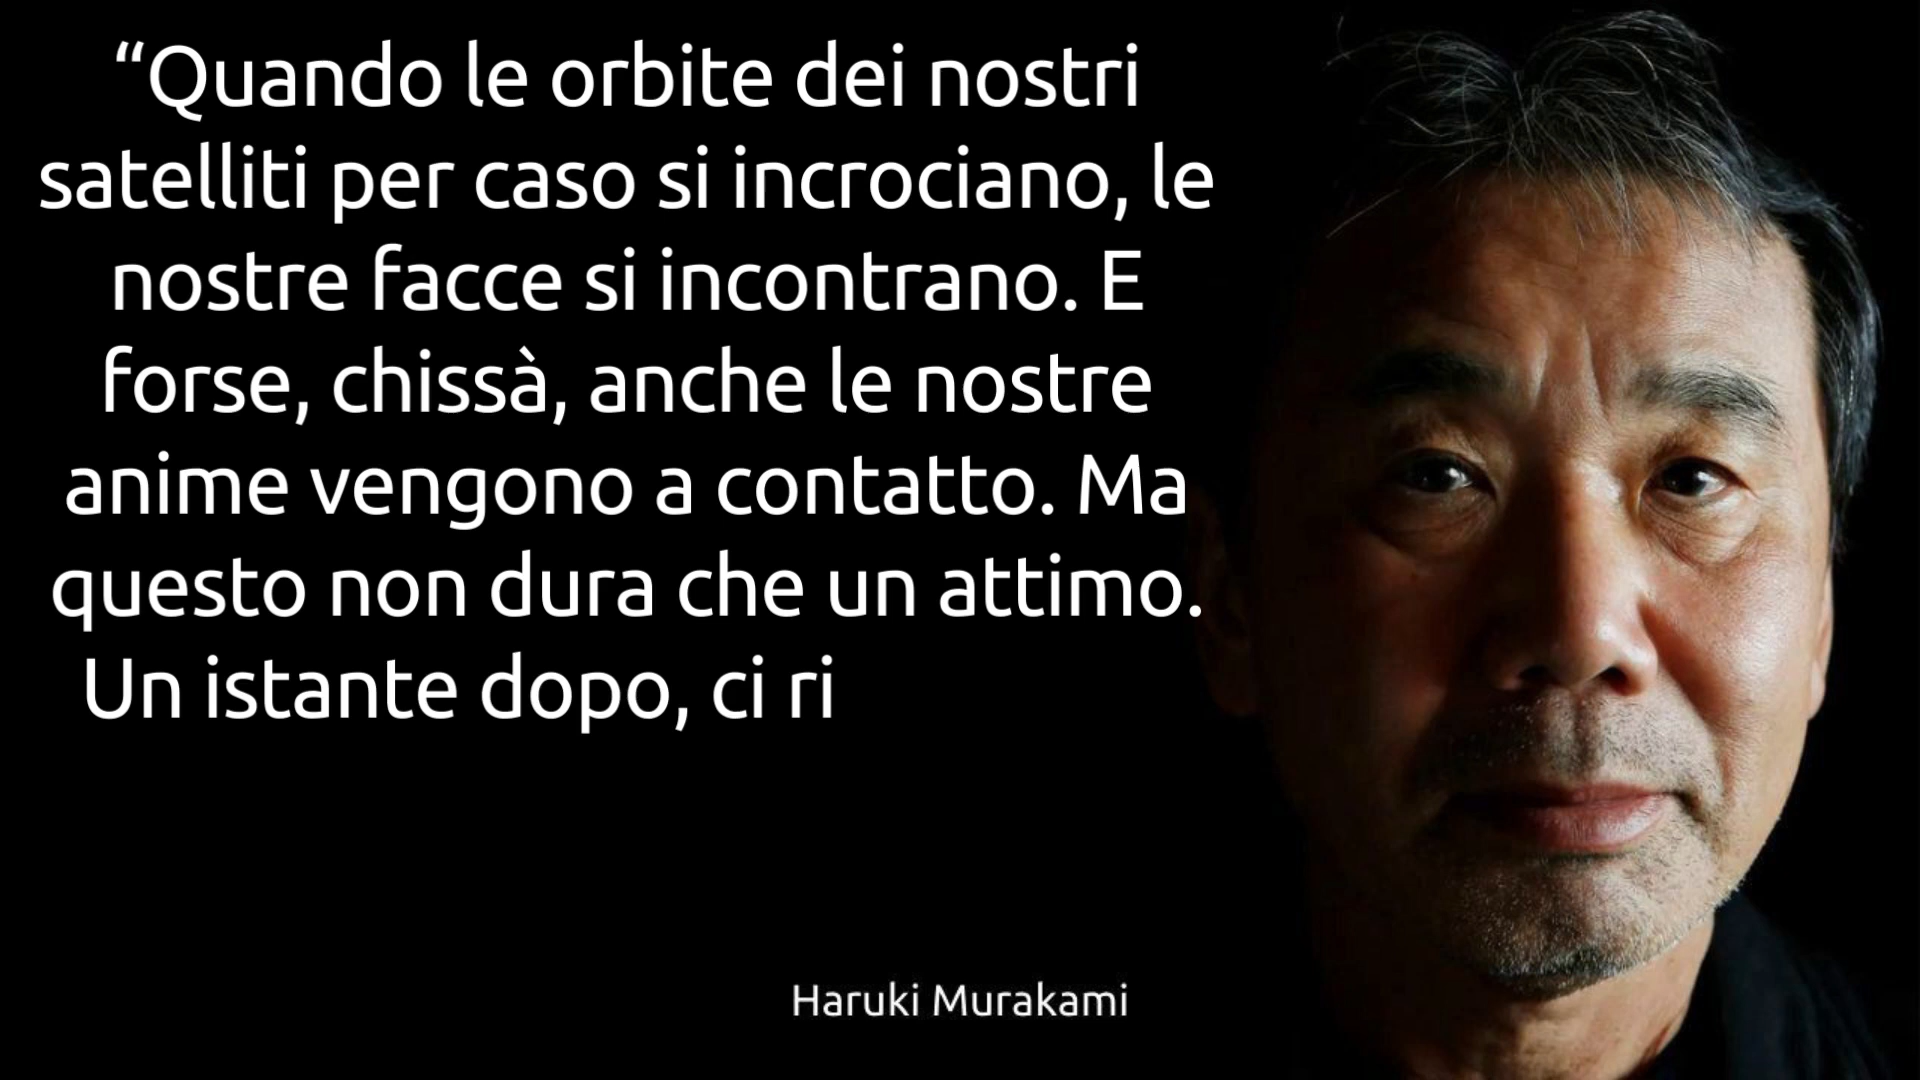 “Quando le orbite dei nostri
satelliti per caso si incrociano, le
nostre facce si incontrano. E
forse, chissà, anche le nostre
anime vengono a contatto. Ma
questo non dura che un attimo.
Un istante dopo, ci ri
Haruki Murakami